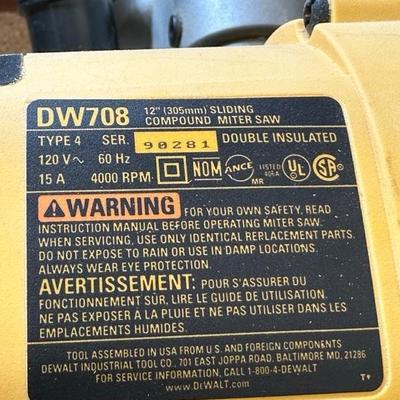 DW708 12" (305mm) SLIDING COMPOUND MITER SAW
TYPE 4 SER. 90281 DOUBLE INSULATED
120 V~ 60 Hz NOM ANCE MR LISTED UL SA
15 A 4000 RPM
WARNING FOR YOUR OWN SAFETY, READ
INSTRUCTION MANUAL BEFORE OPERATING MITER SAW.
WHEN SERVICING, USE ONLY IDENTICAL REPLACEMENT PARTS.
DO NOT EXPOSE TO RAIN OR USE IN DAMP LOCATIONS.
ALWAYS WEAR EYE PROTECTION.
AVERTISSEMENT: POUR S'ASSURER DU
FONCTIONNEMENT SÛR, LIRE LE GUIDE DE UTILISATION.
NE PAS EXPOSER A LA PLUIE ET NE PAS UTILISER DANS LES
EMPLACEMENTS HUMIDES.
TOOL ASSEMBLED IN USA FROM U.S. AND FOREIGN COMPONENTS
DEWALT INDUSTRIAL TOOL CO., 701 EAST JOPPA ROAD, BALTIMORE MD, 21286
FOR SERVICE INFORMATION, CALL 1-800-4-DEWALT
WWW.DEWALT.COM